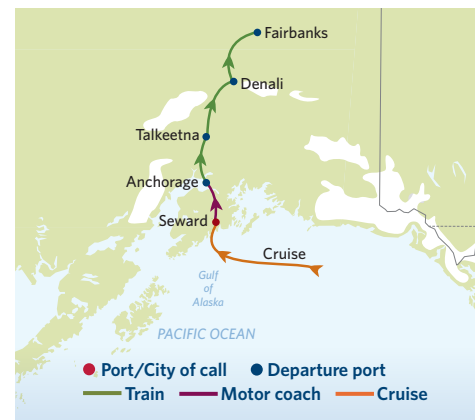 Fairbanks
Denali
Talkeetna
Anchorage
Seward
Cruise
Gulf
of
Alaska
PACIFIC OCEAN
Port/City of call
Departure port
Train
Motor coach
Cruise